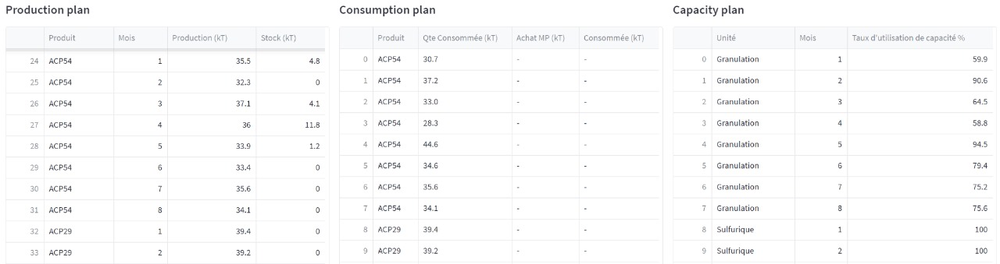 Production plan
Produit Mois Production (kT) Stock (kT)
24 ACP54 1 35.5 4.8
25 ACP54 2 32.3 0
26 ACP54 3 37.1 4.1
27 ACP54 4 36 11.8
28 ACP54 5 33.9 1.2
29 ACP54 6 33.4 0
30 ACP54 7 35.6 0
31 ACP54 8 34.1 0
32 ACP29 1 39.4 0
33 ACP29 2 39.2 0
Consumption plan
Produit Qte Consommée (kT) Achat MP (kT) Consommée (kT)
0 ACP54 30.7 - -
1 ACP54 37.2 - -
2 ACP54 33.0 - -
3 ACP54 28.3 - -
4 ACP54 44.6 - -
5 ACP54 34.6 - -
6 ACP54 35.6 - -
7 ACP54 34.1 - -
8 ACP29 39.4 - -
9 ACP29 39.2 - -
Capacity plan
Unité Mois Taux d'utilisation de capacité %
0 Granulation 1 59.9
1 Granulation 2 90.6
2 Granulation 3 64.5
3 Granulation 4 58.8
4 Granulation 5 94.5
5 Granulation 6 79.4
6 Granulation 7 75.2
7 Granulation 8 75.6
8 Sulfurique 1 100
9 Sulfurique 2 100